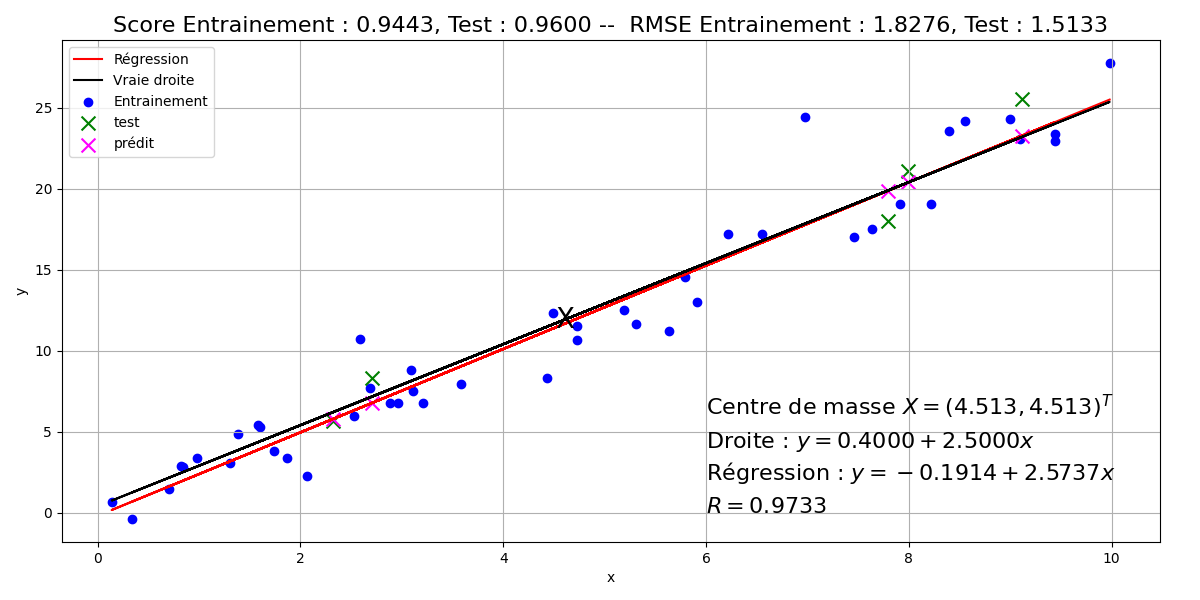 Score Entrainement : 0.9443, Test : 0.9600 --  RMSE Entrainement : 1.8276, Test : 1.5133
Régression
Vraie droite
Entrainement
test
prédit
25
20
15
10
5
0
y
Centre de masse X = (4.513, 4.513)^T
Droite : y = 0.4000 + 2.5000x
Régression : y = −0.1914 + 2.5737x
R = 0.9733
0 2 4 6 8 10
x